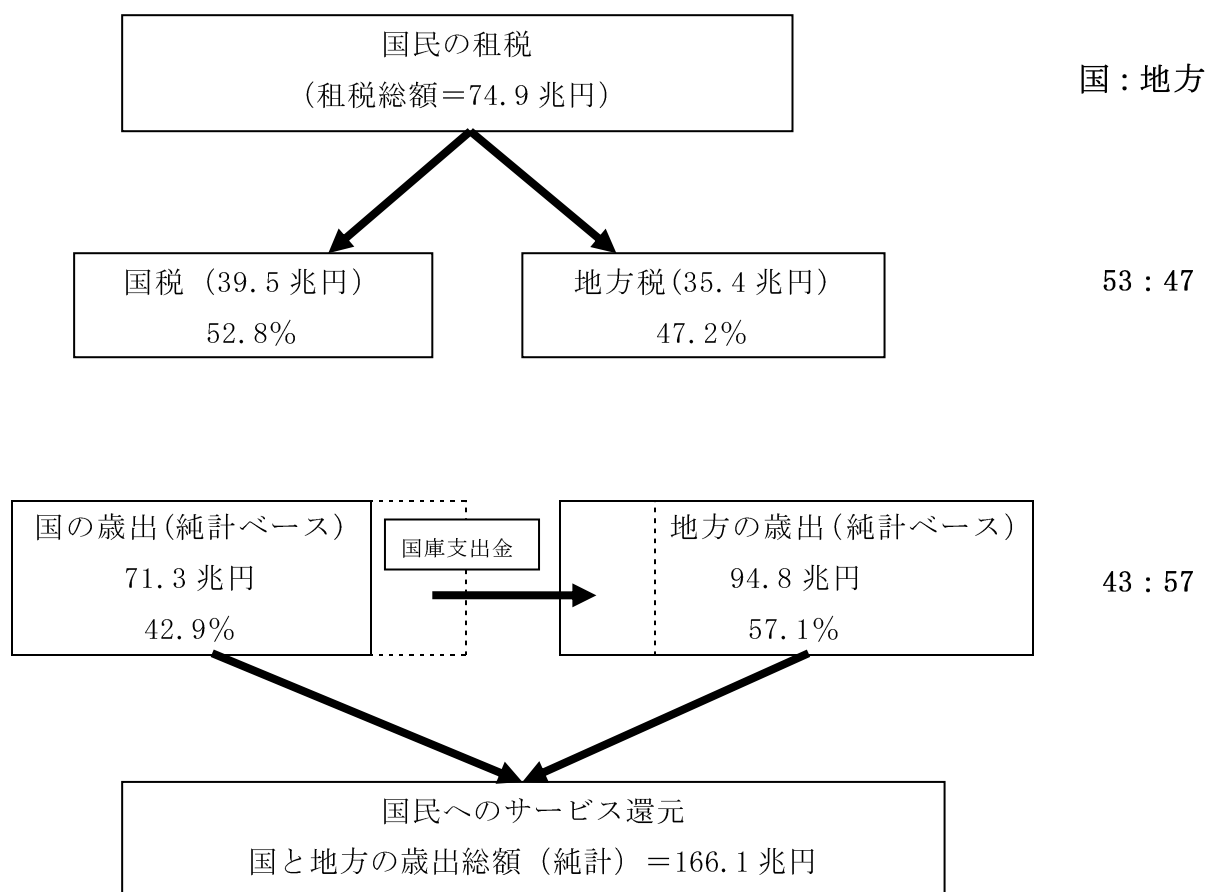 国民の租税
(租税総額＝74.9 兆円)
国：地方
国税（39.5 兆円）
52.8%
地方税(35.4 兆円)
47.2%
53：47
国の歳出(純計ベース)
71.3 兆円
42.9%
国庫支出金
地方の歳出(純計ベース)
94.8 兆円
57.1%
43：57
国民へのサービス還元
国と地方の歳出総額（純計）＝166.1 兆円